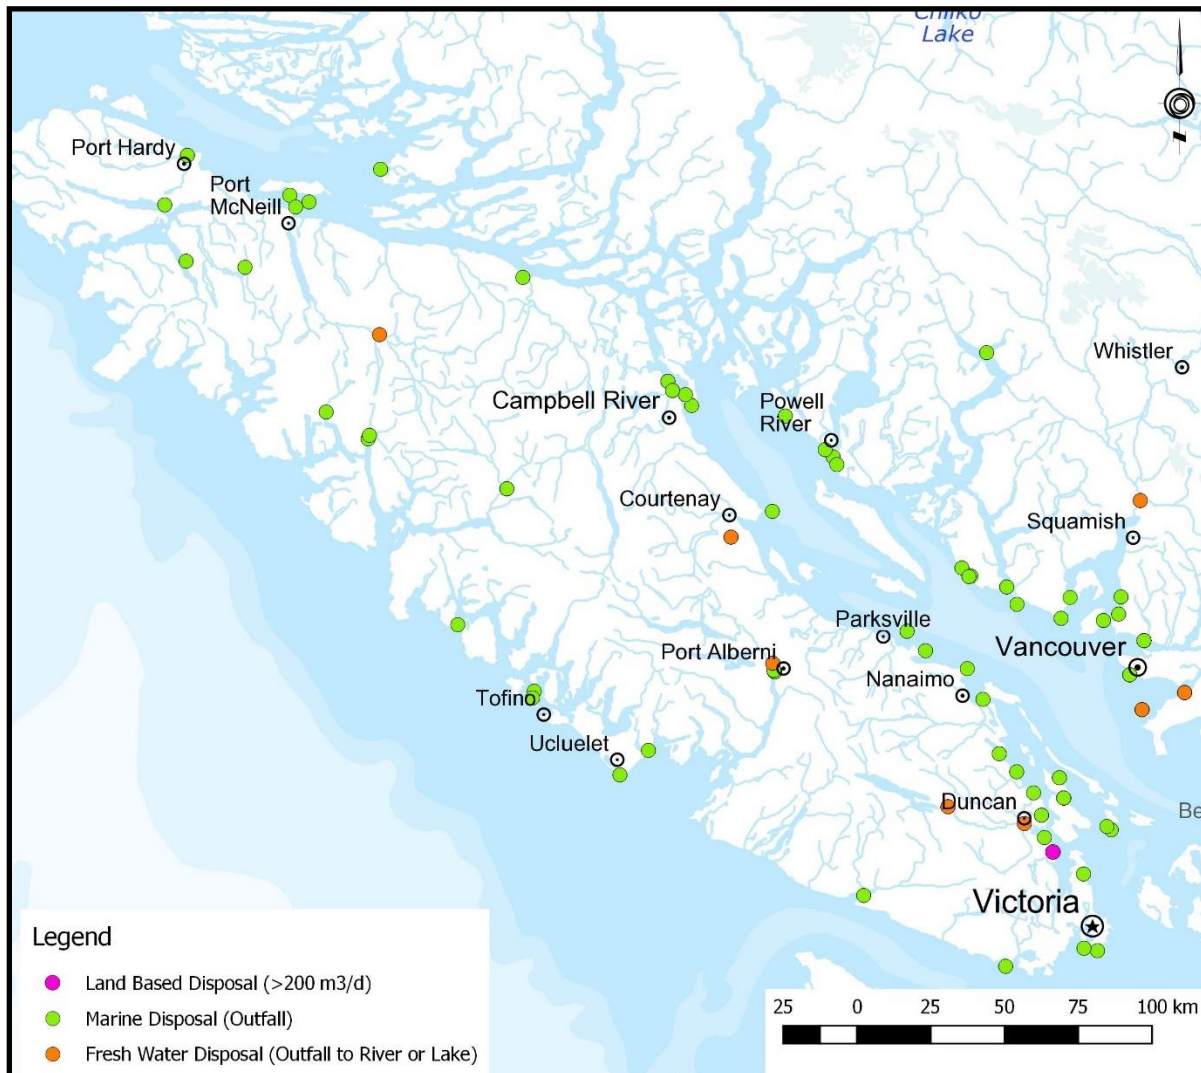 Chilko
Lake
Port Hardy
Port
McNeill
Whistler
Campbell River
Powell
River
Courtenay
Squamish
Parksville
Port Alberni
Vancouver
Nanaimo
Tofino
Ucluelet
Duncan
Be
Victoria
Legend
Land Based Disposal (>200 m3/d)
Marine Disposal (Outfall)
Fresh Water Disposal (Outfall to River or Lake)
25 0 25 50 75 100 km